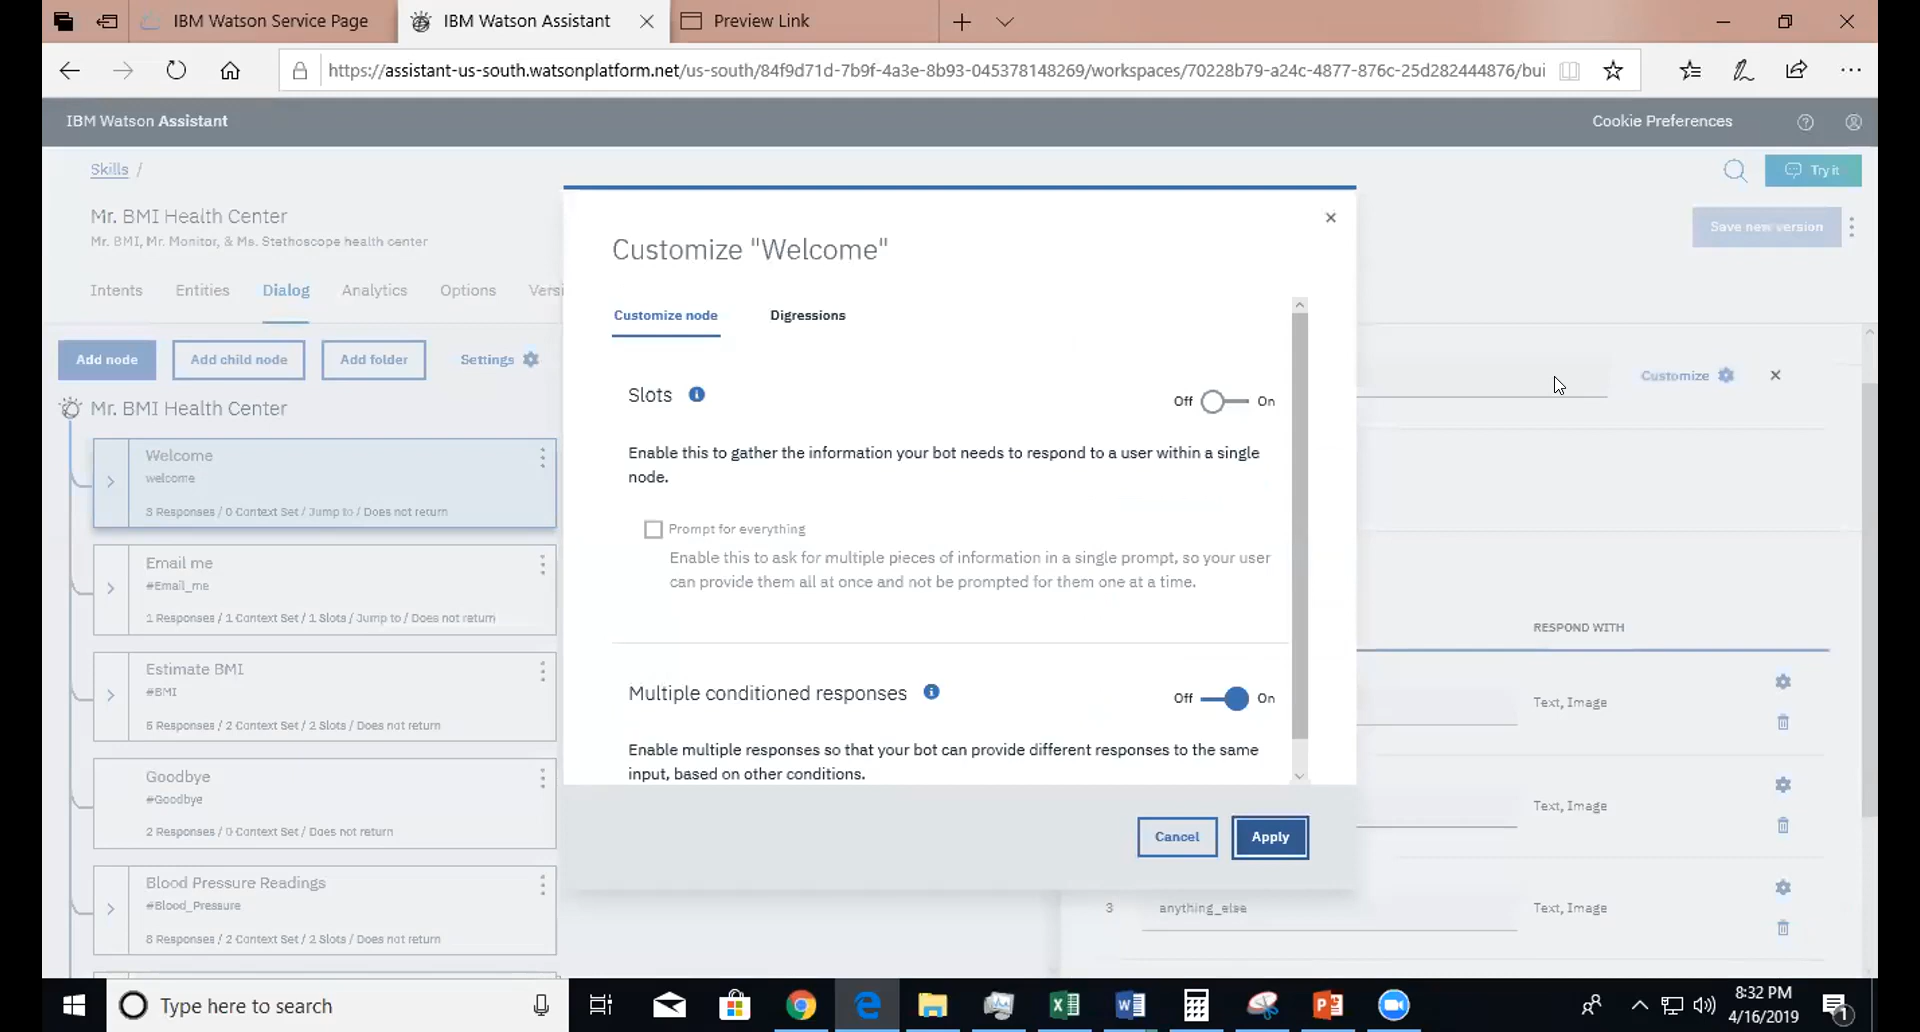 IBM Watson Service Page
IBM Watson Assistant
Preview Link
https://assistant-us-south.watsonplatform.net/us-south/84f9d71d-7b9f-4a3e-8b93-045378148269/workspaces/70228b79-a24c-4877-876c-25d282444876/bui
IBM Watson Assistant
Cookie Preferences
Skills /
Try it
Mr. BMI Health Center
Mr. BMI, Mr. Monitor, & Ms. Stethoscope health center
Save new version
Intents
Entities
Dialog
Analytics
Options
Versi
Add node
Add child node
Add folder
Settings
Mr. BMI Health Center
Welcome
welcome
3 Responses / 0 Context Set / Jump to / Does not return
Email me
#Email_me
1 Responses / 1 Context Set / 1 Slots / Jump to / Does not return
Estimate BMI
#BMI
5 Responses / 2 Context Set / 2 Slots / Does not return
Goodbye
#Goodbye
2 Responses / 0 Context Set / Does not return
Blood Pressure Readings
#Blood_Pressure
8 Responses / 2 Context Set / 2 Slots / Does not return
Customize "Welcome"
Customize node
Digressions
Slots
Off
On
Enable this to gather the information your bot needs to respond to a user within a single
node.
Prompt for everything
Enable this to ask for multiple pieces of information in a single prompt, so your user
can provide them all at once and not be prompted for them one at a time.
Multiple conditioned responses
Off
On
Enable multiple responses so that your bot can provide different responses to the same
input, based on other conditions.
Cancel
Apply
Customize
RESPOND WITH
Text, Image
Text, Image
3
anything_else
Text, Image
Type here to search
8:32 PM
4/16/2019
1